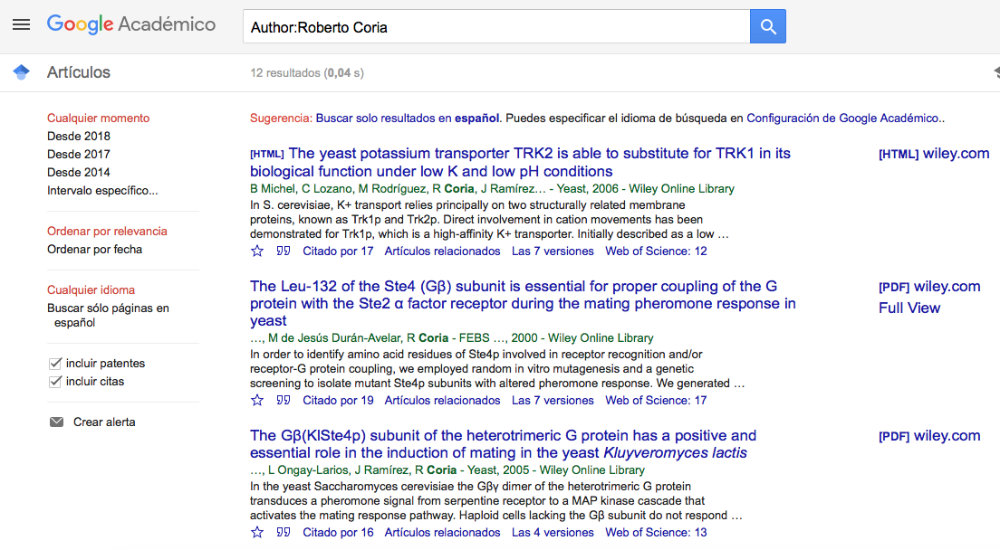 Google Académico
Author:Roberto Coria
Artículos
12 resultados (0,04 s)
Cualquier momento
Desde 2018
Desde 2017
Desde 2014
Intervalo específico...
Ordenar por relevancia
Ordenar por fecha
Cualquier idioma
Buscar sólo páginas en
español
incluir patentes
incluir citas
Crear alerta
Sugerencia: Buscar solo resultados en español. Puedes especificar el idioma de búsqueda en Configuración de Google Académico..
[HTML] The yeast potassium transporter TRK2 is able to substitute for TRK1 in its
biological function under low K and low pH conditions
B Michel, C Lozano, M Rodríguez, R Coria, J Ramírez… - Yeast, 2006 - Wiley Online Library
In S. cerevisiae, K+ transport relies principally on two structurally related membrane
proteins, known as Trk1p and Trk2p. Direct involvement in cation movements has been
demonstrated for Trk1p, which is a high-affinity K+ transporter. Initially described as a low …
Citado por 17 Artículos relacionados Las 7 versiones Web of Science: 12
[HTML] wiley.com
The Leu-132 of the Ste4 (Gβ) subunit is essential for proper coupling of the G
protein with the Ste2 α factor receptor during the mating pheromone response in
yeast
…, M de Jesús Durán-Avelar, R Coria - FEBS …, 2000 - Wiley Online Library
In order to identify amino acid residues of Ste4p involved in receptor recognition and/or
receptor-G protein coupling, we employed random in vitro mutagenesis and a genetic
screening to isolate mutant Ste4p subunits with altered pheromone response. We generated …
Citado por 19 Artículos relacionados Las 7 versiones Web of Science: 17
[PDF] wiley.com
Full View
The Gβ(KlSte4p) subunit of the heterotrimeric G protein has a positive and
essential role in the induction of mating in the yeast Kluyveromyces lactis
…, L Ongay-Larios, J Ramírez, R Coria - Yeast, 2005 - Wiley Online Library
In the yeast Saccharomyces cerevisiae the Gβγ dimer of the heterotrimeric G protein
transduces a pheromone signal from serpentine receptor to a MAP kinase cascade that
activates the mating response pathway. Haploid cells lacking the Gβ subunit do not respond …
Citado por 16 Artículos relacionados Las 4 versiones Web of Science: 13
[PDF] wiley.com